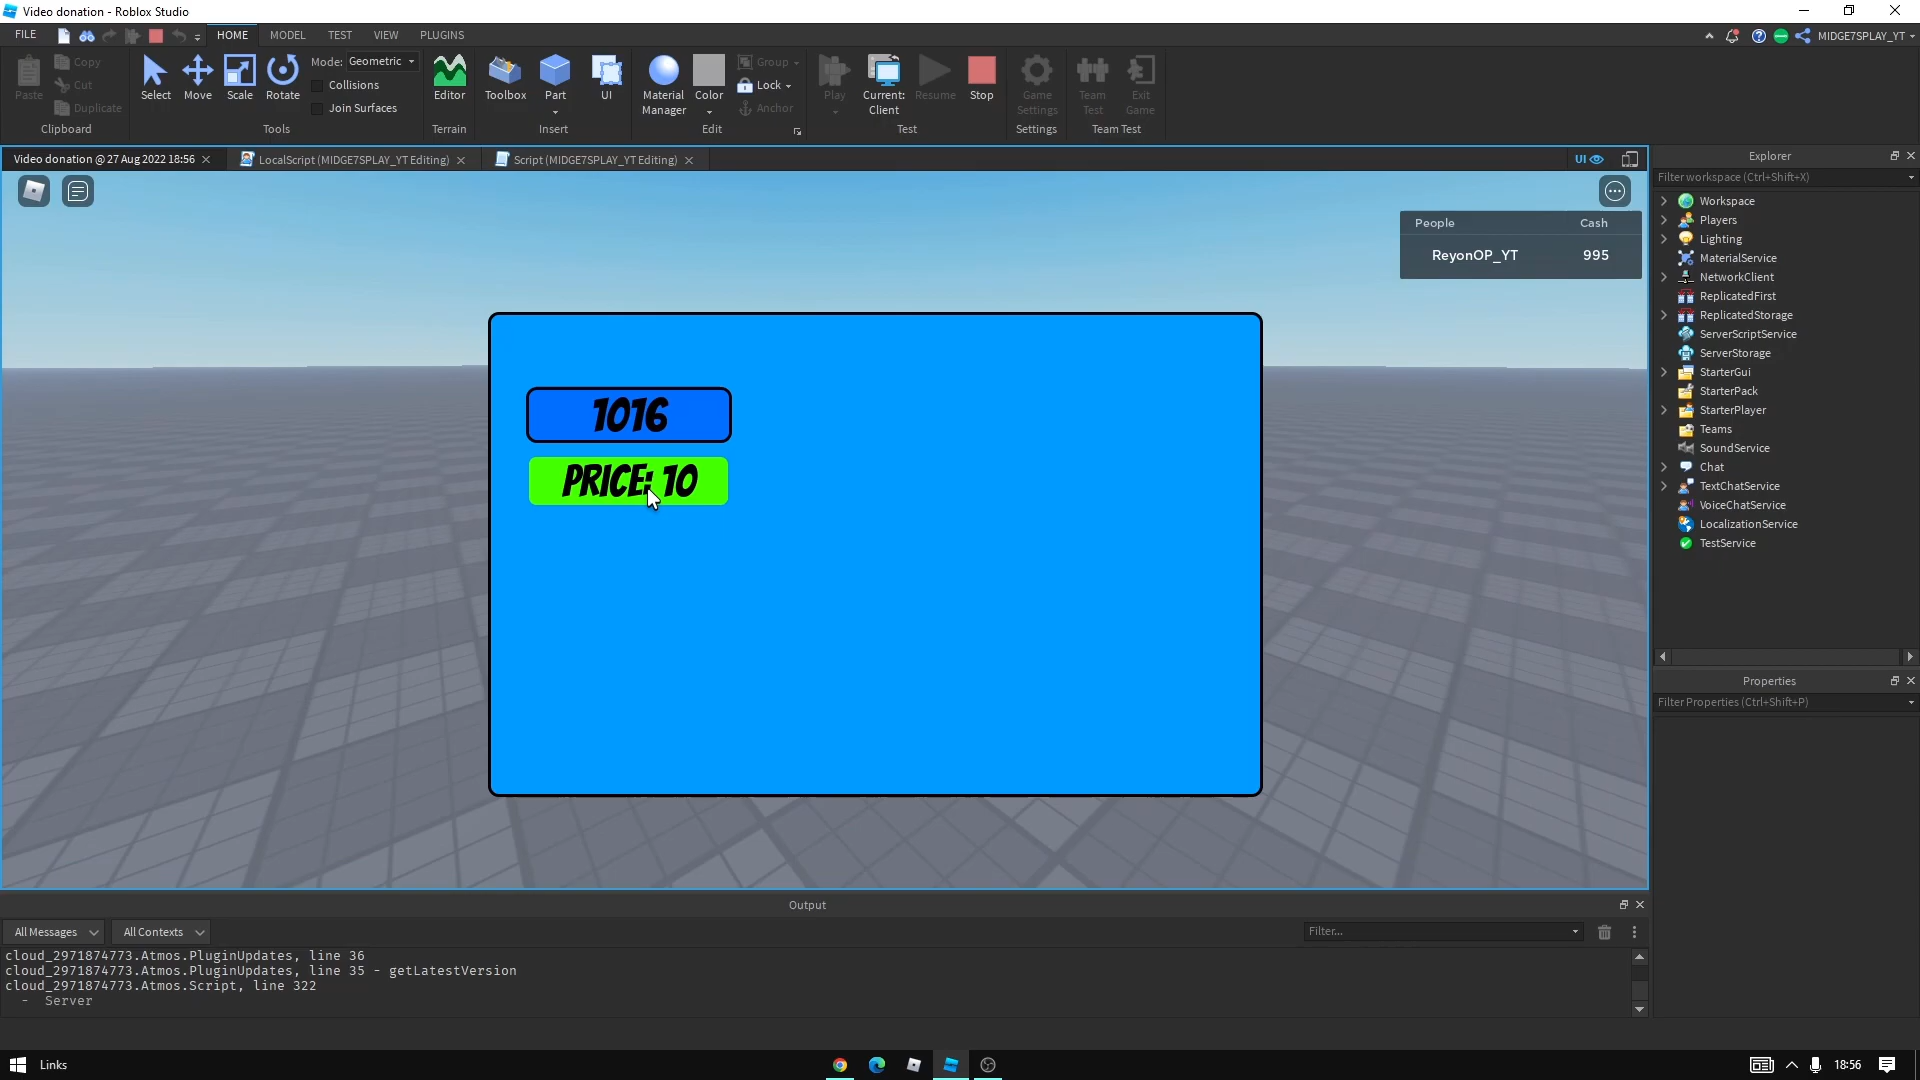 Video donation - Roblox Studio
FILE HOME MODEL TEST VIEW PLUGINS MIDGE7SPLAY_YT
Paste Copy Cut Duplicate Clipboard
Select Move Scale Rotate Mode: Geometric Collisions Join Surfaces Tools
Editor Terrain
Toolbox Part UI Insert
Material Manager Color Group Lock Anchor Edit
Play Current: Client Resume Stop Test
Game Settings Settings
Team Test Exit Game Team Test
Video donation @ 27 Aug 2022 18:56 LocalScript (MIDGE7SPLAY_YT Editing) Script (MIDGE7SPLAY_YT Editing) UI
People Cash
ReyonOP_YT 995
1016
PRICE: 10
Explorer
Filter workspace (Ctrl+Shift+X)
Workspace
Players
Lighting
MaterialService
NetworkClient
ReplicatedFirst
ReplicatedStorage
ServerScriptService
ServerStorage
StarterGui
StarterPack
StarterPlayer
Teams
SoundService
Chat
TextChatService
VoiceChatService
LocalizationService
TestService
Properties
Filter Properties (Ctrl+Shift+P)
Output
All Messages All Contexts Filter...
cloud_2971874773.Atmos.PluginUpdates, line 36
cloud_2971874773.Atmos.PluginUpdates, line 35 - getLatestVersion
cloud_2971874773.Atmos.Script, line 322
- Server
Links 18:56